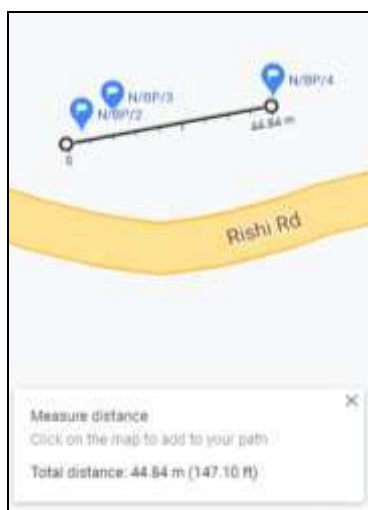 N/BP/4
N/BP/3
N/BP/2
44.84 m
0
Rishi Rd
Measure distance
Click on the map to add to your path
Total distance: 44.84 m (147.10 ft)